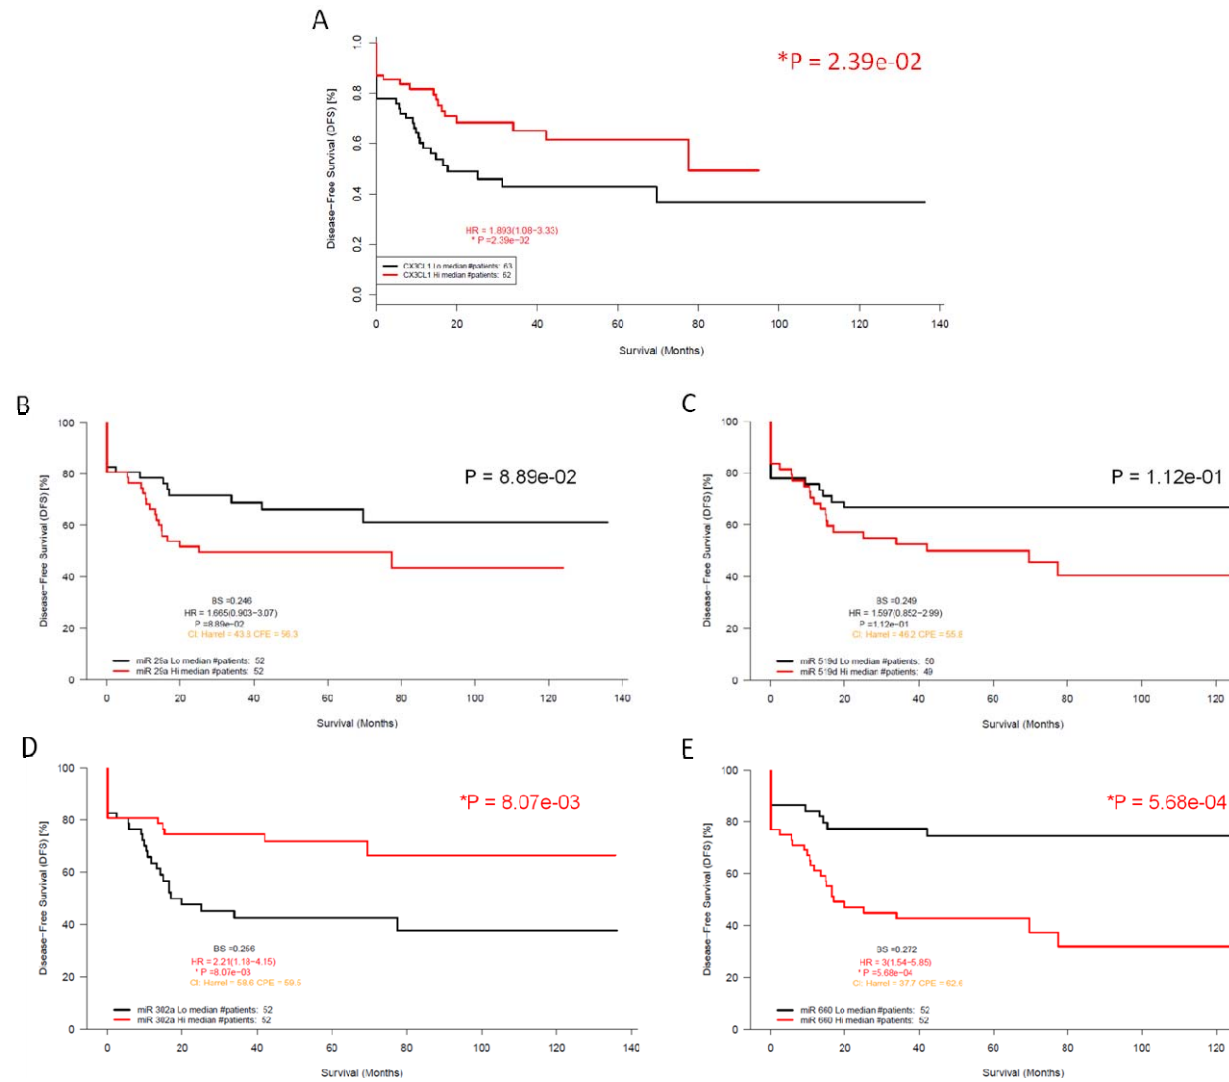 A
*P = 2.39e-02
Disease−Free Survival (DFS) [%]
1.0
0.8
0.6
0.4
0.2
0.0
HR = 1.893(1.08−3.33)
* P =2.39e−02
CX3CL1 Lo median #patients: 63
CX3CL1 Hi median #patients: 62
0 20 40 60 80 100 120 140
Survival (Months)
B
P = 8.89e-02
Disease−Free Survival (DFS) [%]
100
80
60
40
20
0
BS =0.246
HR = 1.665(0.903−3.07)
P =8.89e−02
CI: Harrel = 43.8 CPE = 56.3
miR 29a Lo median #patients: 52
miR 29a Hi median #patients: 52
0 20 40 60 80 100 120 140
Survival (Months)
C
P = 1.12e-01
Disease−Free Survival (DFS) [%]
100
80
60
40
20
0
BS =0.249
HR = 1.597(0.852−2.99)
P =1.12e−01
CI: Harrel = 46.2 CPE = 55.8
miR 519d Lo median #patients: 50
miR 519d Hi median #patients: 49
0 20 40 60 80 100 120
Survival (Months)
D
*P = 8.07e-03
Disease−Free Survival (DFS) [%]
100
80
60
40
20
0
BS =0.256
HR = 2.21(1.18−4.15)
* P =8.07e−03
CI: Harrel = 59.6 CPE = 59.5
miR 302a Lo median #patients: 52
miR 302a Hi median #patients: 52
0 20 40 60 80 100 120 140
Survival (Months)
E
*P = 5.68e-04
Disease−Free Survival (DFS) [%]
100
80
60
40
20
0
BS =0.272
HR = 3(1.54−5.85)
* P =5.68e−04
CI: Harrel = 37.7 CPE = 62.6
miR 660 Lo median #patients: 52
miR 660 Hi median #patients: 52
0 20 40 60 80 100 120
Survival (Months)